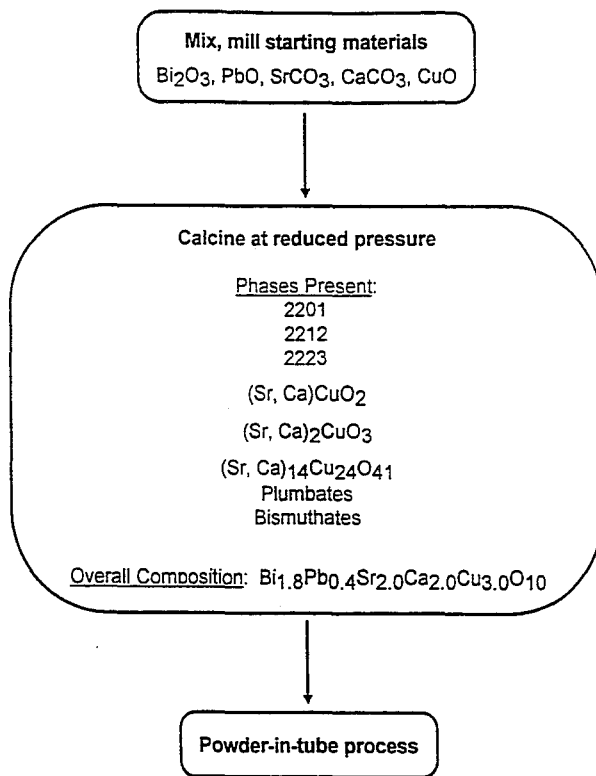 Mix, mill starting materials
Bi2O3, PbO, SrCO3, CaCO3, CuO
Calcine at reduced pressure
Phases Present:
2201
2212
2223
(Sr, Ca)CuO2
(Sr, Ca)2CuO3
(Sr, Ca)14Cu24O41
Plumbates
Bismuthates
Overall Composition: Bi1.8Pb0.4Sr2.0Ca2.0Cu3.0O10
Powder-in-tube process